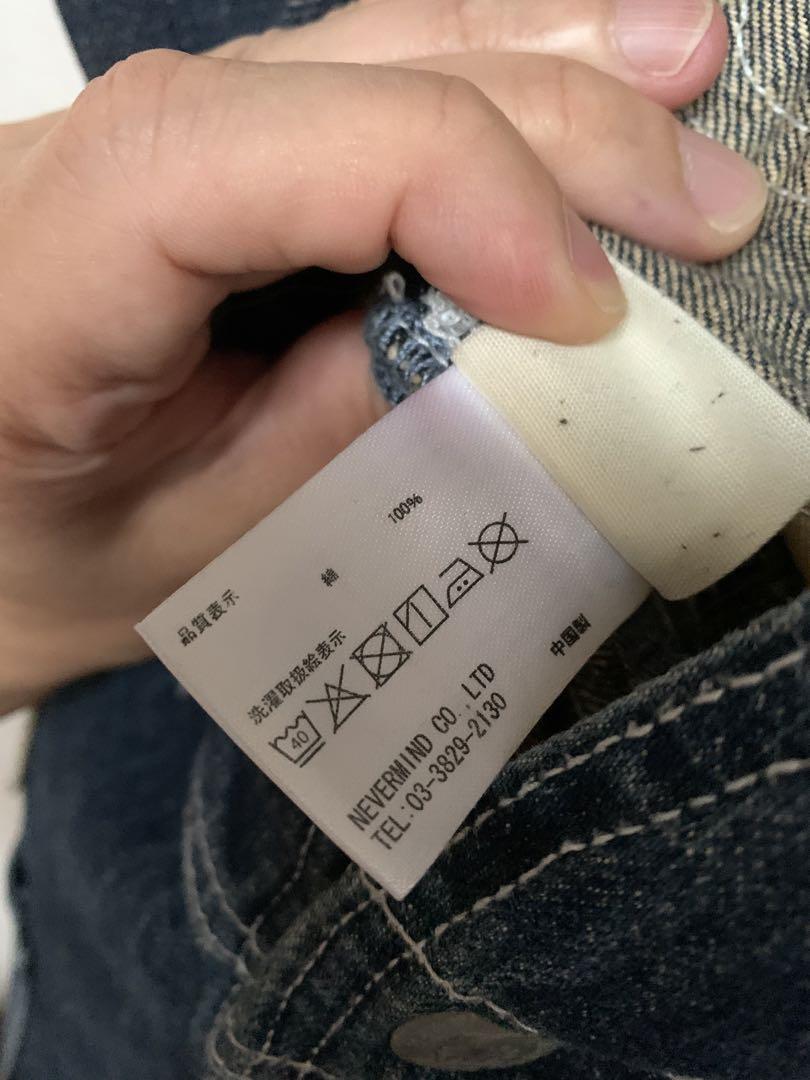 品質表示
綿 100%
洗濯取扱絵表示
40
中国製
NEVERMIND CO.,LTD
TEL:03-3829-2130